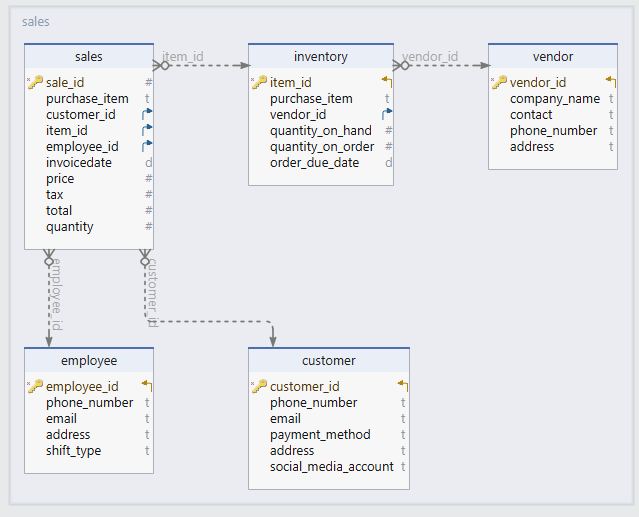 sales
sales
sale_id #
purchase_item t
customer_id
item_id
employee_id
invoicedate d
price #
tax #
total #
quantity #
item_id
inventory
item_id
purchase_item t
vendor_id
quantity_on_hand #
quantity_on_order #
order_due_date d
vendor_id
vendor
vendor_id
company_name t
contact t
phone_number t
address t
employee_id
customer_id
employee
employee_id
phone_number t
email t
address t
shift_type t
customer
customer_id
phone_number t
email t
payment_method t
address t
social_media_account t